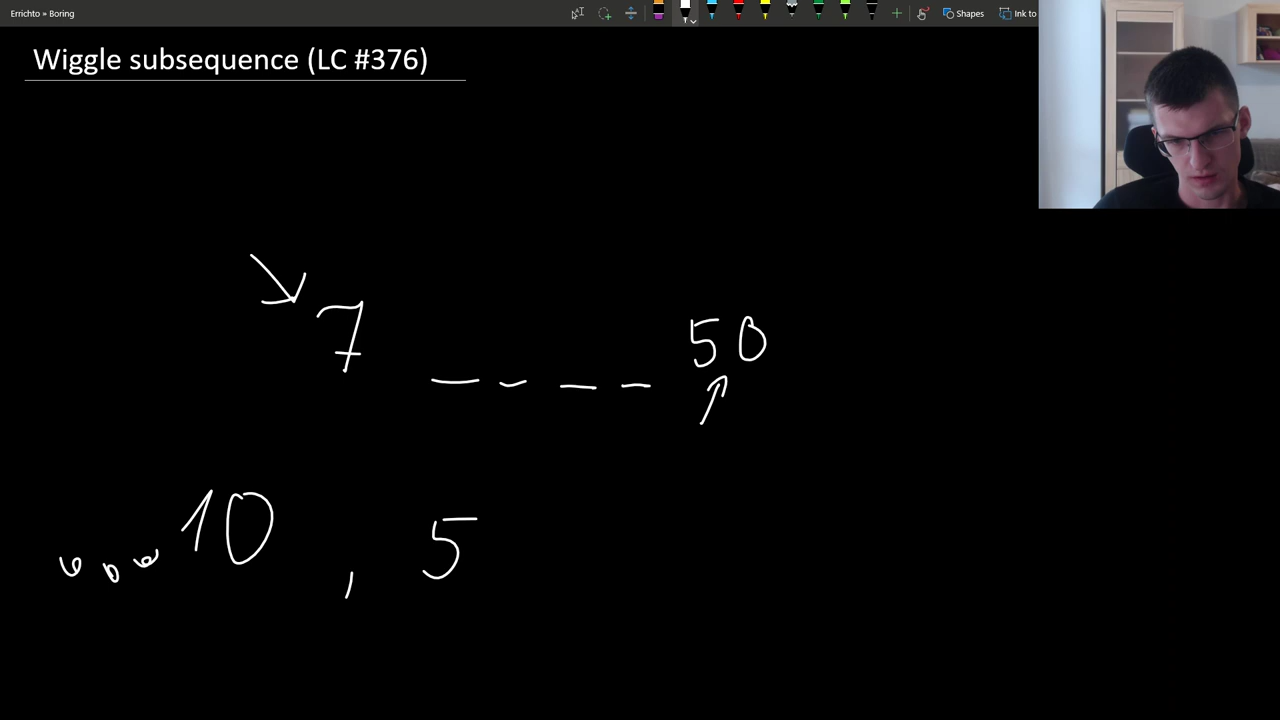 Errichto » Boring
Shapes
Ink to
Wiggle subsequence (LC #376)
7 50
... 10 , 5